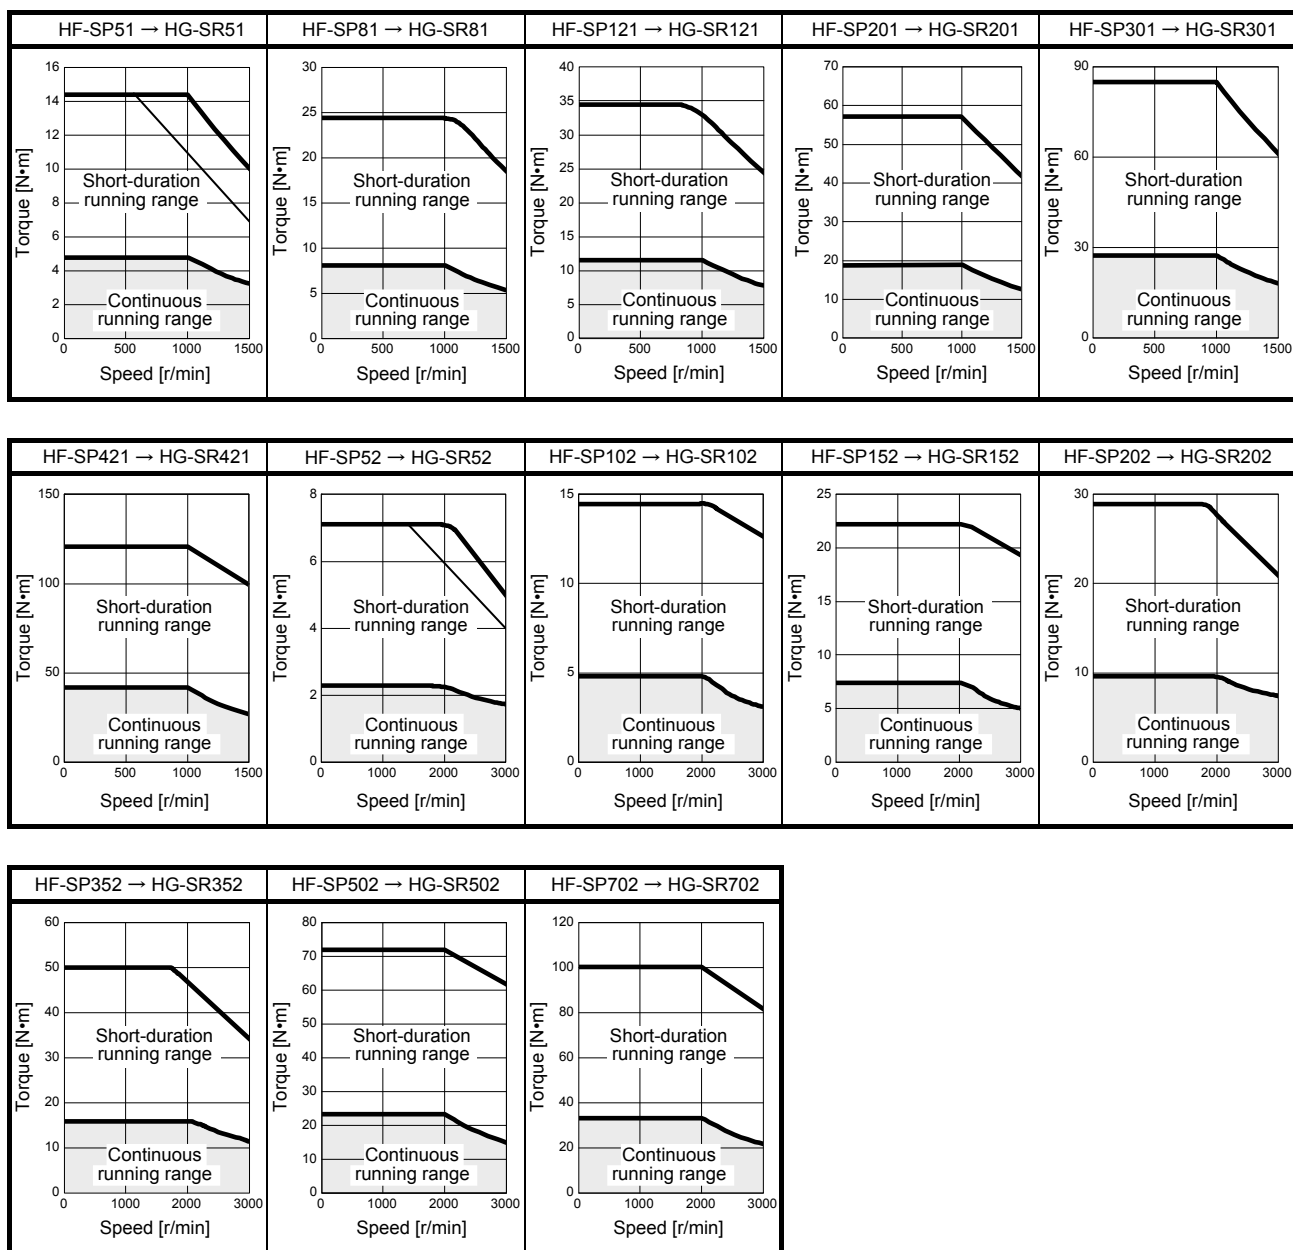 HF-SP51 → HG-SR51
HF-SP81 → HG-SR81
HF-SP121 → HG-SR121
HF-SP201 → HG-SR201
HF-SP301 → HG-SR301
16
14
12
10
8
6
4
2
0
Torque [N•m]
Short-duration
running range
Continuous
running range
0 500 1000 1500
Speed [r/min]
30
25
20
15
10
5
0
Torque [N•m]
Short-duration
running range
Continuous
running range
0 500 1000 1500
Speed [r/min]
40
35
30
25
20
15
10
5
0
Torque [N•m]
Short-duration
running range
Continuous
running range
0 500 1000 1500
Speed [r/min]
70
60
50
40
30
20
10
0
Torque [N•m]
Short-duration
running range
Continuous
running range
0 500 1000 1500
Speed [r/min]
90
60
30
0
Torque [N•m]
Short-duration
running range
Continuous
running range
0 500 1000 1500
Speed [r/min]
HF-SP421 → HG-SR421
HF-SP52 → HG-SR52
HF-SP102 → HG-SR102
HF-SP152 → HG-SR152
HF-SP202 → HG-SR202
150
100
50
0
Torque [N•m]
Short-duration
running range
Continuous
running range
0 500 1000 1500
Speed [r/min]
8
6
4
2
0
Torque [N•m]
Short-duration
running range
Continuous
running range
0 1000 2000 3000
Speed [r/min]
15
10
5
0
Torque [N•m]
Short-duration
running range
Continuous
running range
0 1000 2000 3000
Speed [r/min]
25
20
15
10
5
0
Torque [N•m]
Short-duration
running range
Continuous
running range
0 1000 2000 3000
Speed [r/min]
30
20
10
0
Torque [N•m]
Short-duration
running range
Continuous
running range
0 1000 2000 3000
Speed [r/min]
HF-SP352 → HG-SR352
HF-SP502 → HG-SR502
HF-SP702 → HG-SR702
60
50
40
30
20
10
0
Torque [N•m]
Short-duration
running range
Continuous
running range
0 1000 2000 3000
Speed [r/min]
80
70
60
50
40
30
20
10
0
Torque [N•m]
Short-duration
running range
Continuous
running range
0 1000 2000 3000
Speed [r/min]
120
100
80
60
40
20
0
Torque [N•m]
Short-duration
running range
Continuous
running range
0 1000 2000 3000
Speed [r/min]